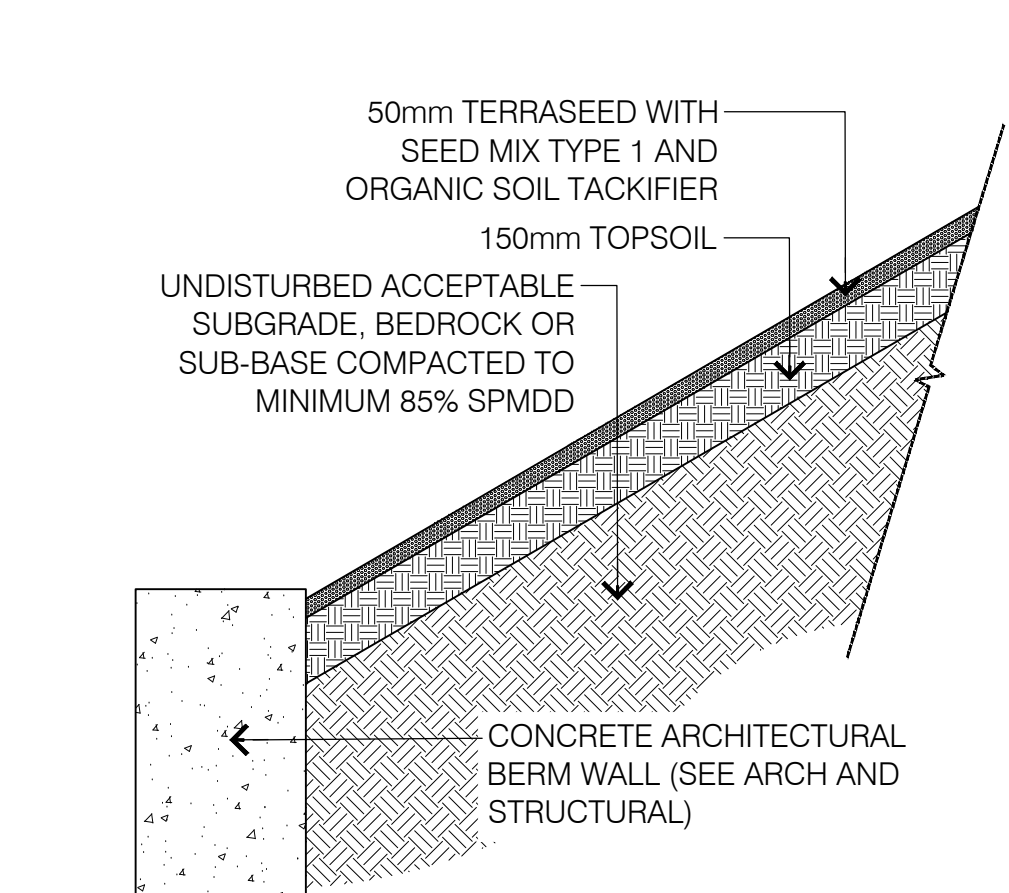 50mm TERRASEED WITH
SEED MIX TYPE 1 AND
ORGANIC SOIL TACKIFIER
150mm TOPSOIL
UNDISTURBED ACCEPTABLE
SUBGRADE, BEDROCK OR
SUB-BASE COMPACTED TO
MINIMUM 85% SPMDD
CONCRETE ARCHITECTURAL
BERM WALL (SEE ARCH AND
STRUCTURAL)